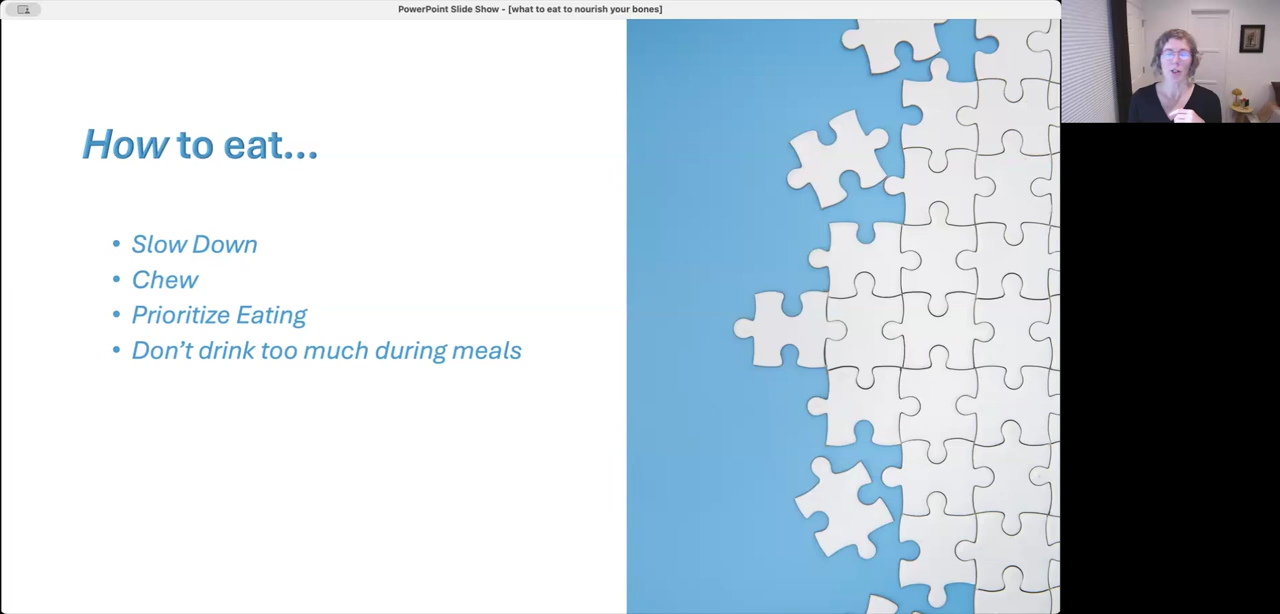 PowerPoint Slide Show - [what to eat to nourish your bones]
How to eat...
• Slow Down
• Chew
• Prioritize Eating
• Don’t drink too much during meals